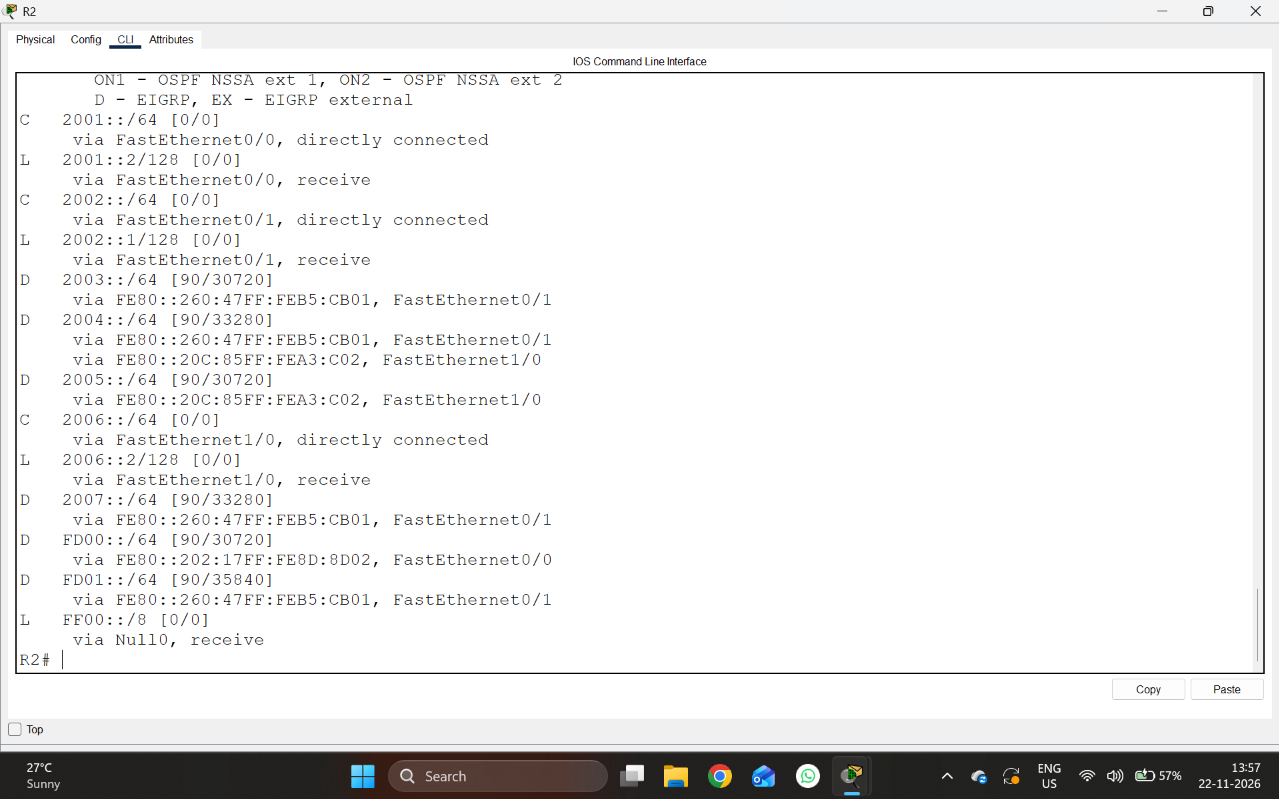 R2
Physical Config CLI Attributes
IOS Command Line Interface
ON1 - OSPF NSSA ext 1, ON2 - OSPF NSSA ext 2
D - EIGRP, EX - EIGRP external
C 2001::/64 [0/0]
via FastEthernet0/0, directly connected
L 2001::2/128 [0/0]
via FastEthernet0/0, receive
C 2002::/64 [0/0]
via FastEthernet0/1, directly connected
L 2002::1/128 [0/0]
via FastEthernet0/1, receive
D 2003::/64 [90/30720]
via FE80::260:47FF:FEB5:CB01, FastEthernet0/1
D 2004::/64 [90/33280]
via FE80::260:47FF:FEB5:CB01, FastEthernet0/1
via FE80::20C:85FF:FEA3:C02, FastEthernet1/0
D 2005::/64 [90/30720]
via FE80::20C:85FF:FEA3:C02, FastEthernet1/0
C 2006::/64 [0/0]
via FastEthernet1/0, directly connected
L 2006::2/128 [0/0]
via FastEthernet1/0, receive
D 2007::/64 [90/33280]
via FE80::260:47FF:FEB5:CB01, FastEthernet0/1
D FD00::/64 [90/30720]
via FE80::202:17FF:FE8D:8D02, FastEthernet0/0
D FD01::/64 [90/35840]
via FE80::260:47FF:FEB5:CB01, FastEthernet0/1
L FF00::/8 [0/0]
via Null0, receive
R2#
Copy Paste
Top
27°C
Sunny
Search
ENG
US
57%
13:57
22-11-2026